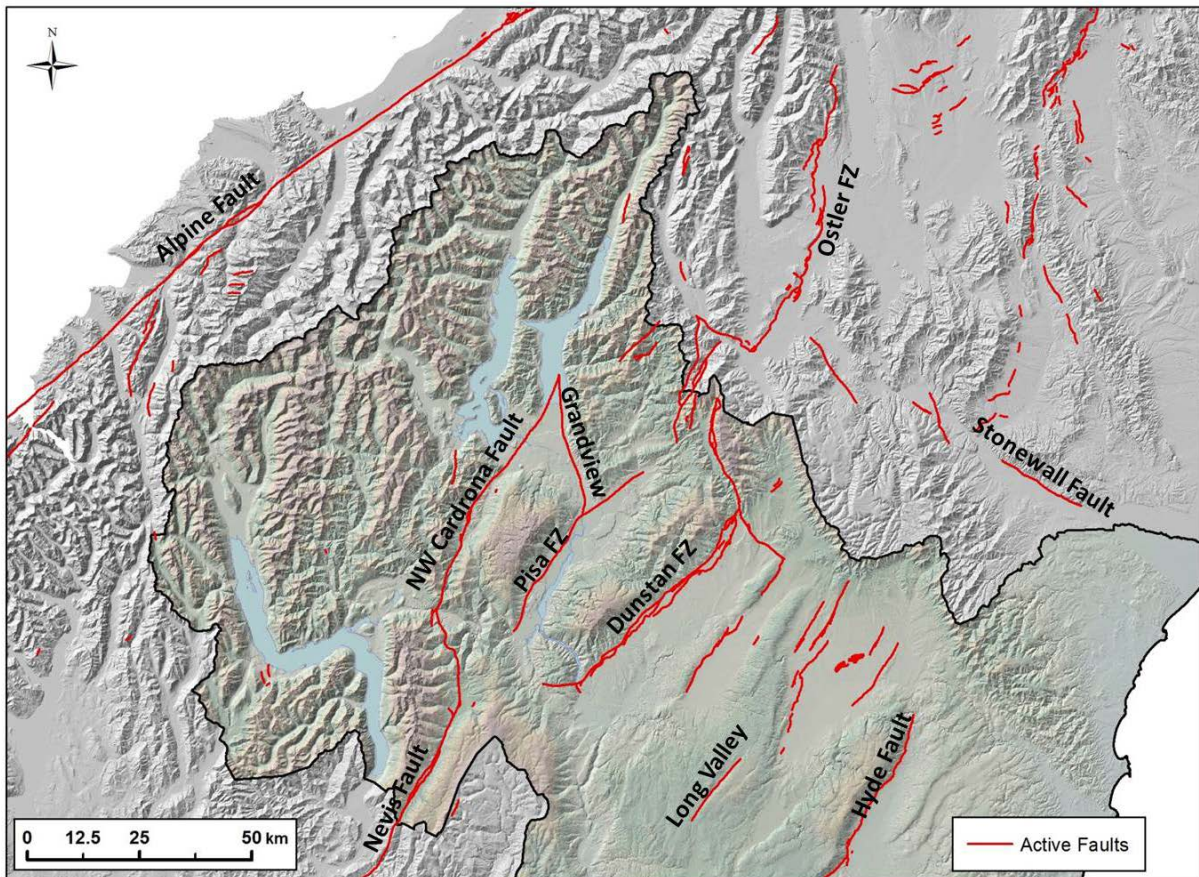 N
Alpine Fault
Ostler FZ
Grandview
NW Cardrona Fault
Stonewall Fault
Pisa FZ
Dunstan FZ
Long Valley
Hyde Fault
Nevis Fault
0 12.5 25 50 km
Active Faults